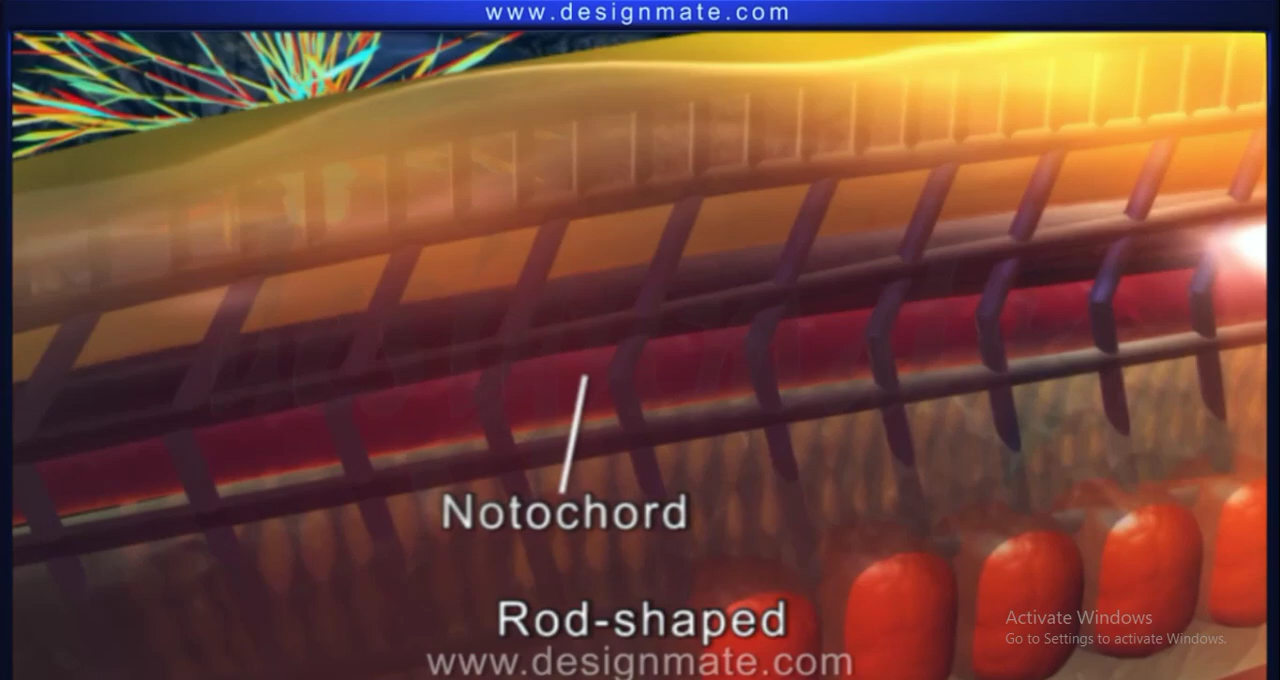 www.designmate.com
Notochord
Rod-shaped
Activate Windows
Go to Settings to activate Windows.
www.designmate.com